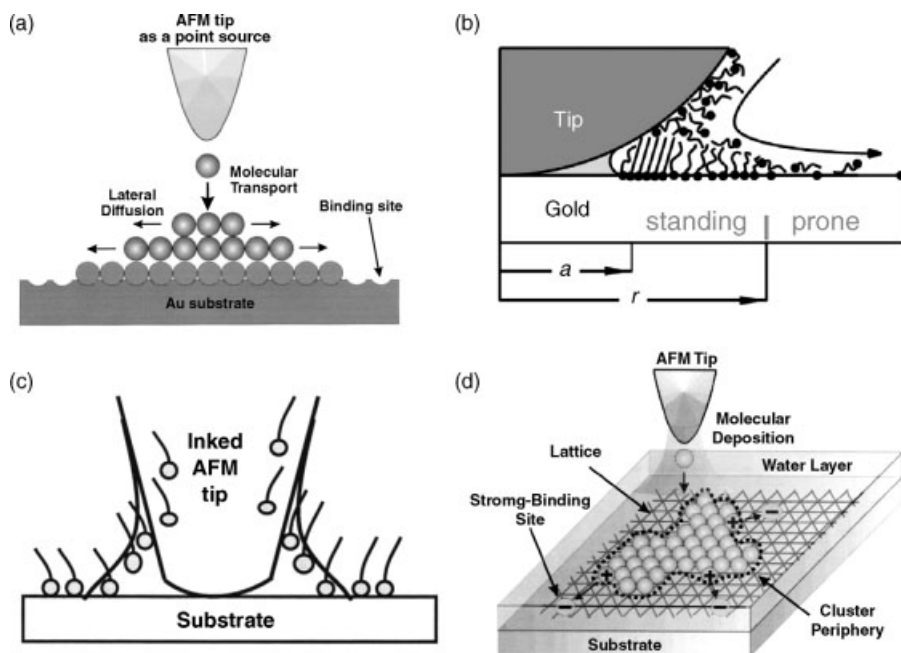 (a)
AFM tip
as a point source
Molecular
Transport
Lateral
Diffusion
Binding site
Au substrate
(b)
Tip
Gold
standing
prone
a
r
(c)
Inked
AFM
tip
Substrate
(d)
AFM Tip
Molecular
Deposition
Lattice
Water Layer
Stromg-Binding
Site
+
−
+
+
−
−
Cluster
Periphery
Substrate